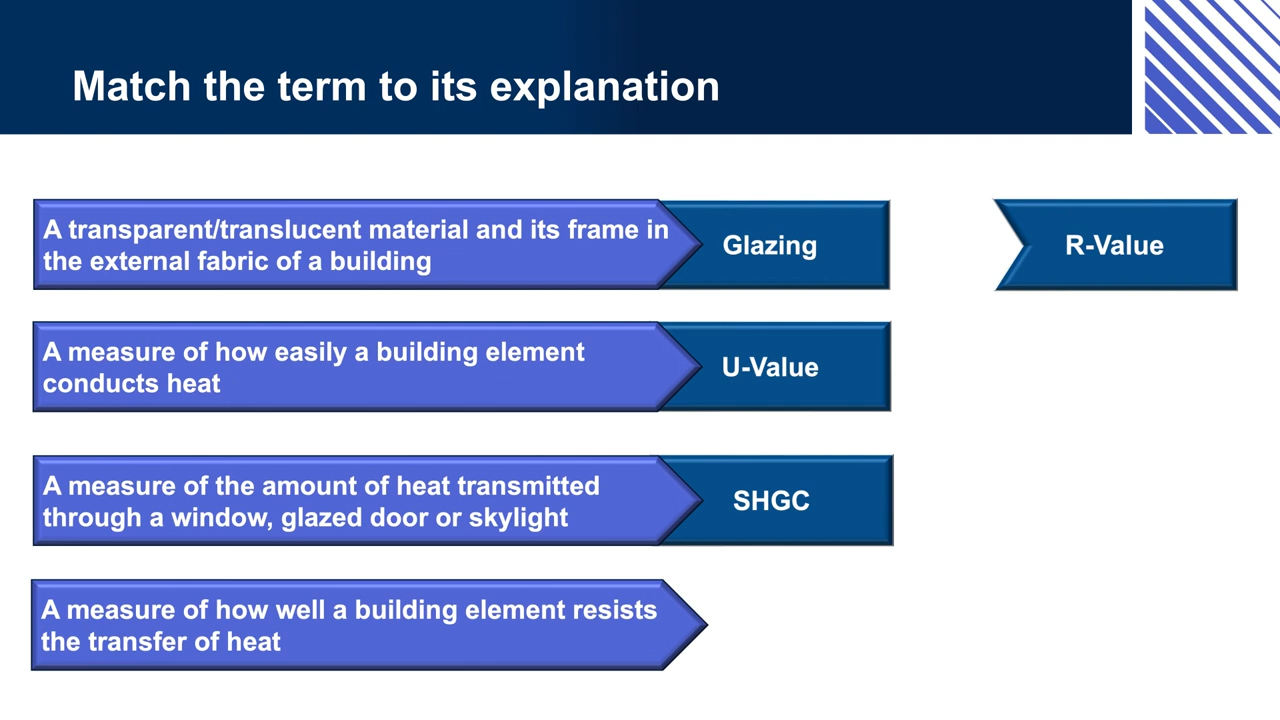 Match the term to its explanation
A transparent/translucent material and its frame in
the external fabric of a building
Glazing
R-Value
A measure of how easily a building element
conducts heat
U-Value
A measure of the amount of heat transmitted
through a window, glazed door or skylight
SHGC
A measure of how well a building element resists
the transfer of heat